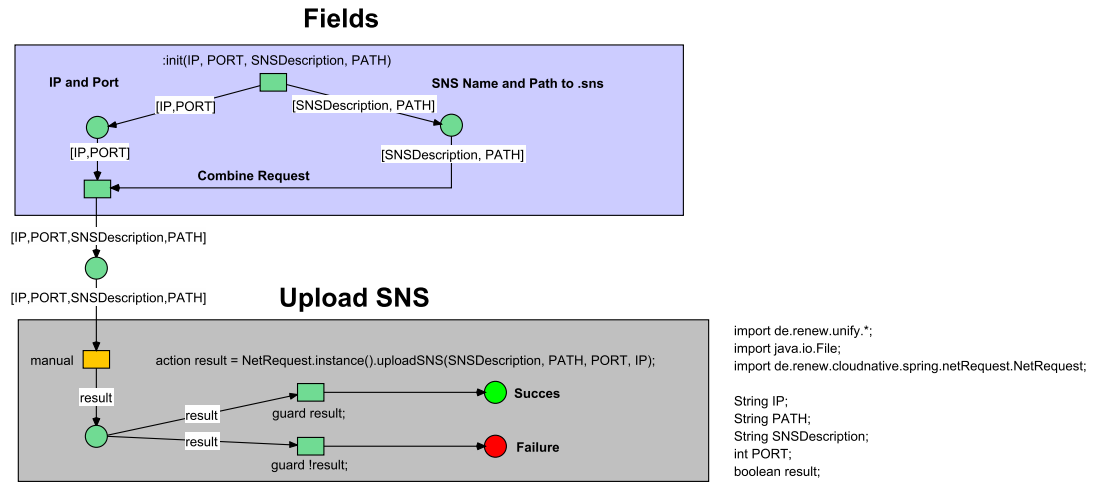 Fields
:init(IP, PORT, SNSDescription, PATH)
IP and Port
SNS Name and Path to .sns
[IP,PORT]
[SNSDescription, PATH]
[IP,PORT]
[SNSDescription, PATH]
Combine Request
[IP,PORT,SNSDescription,PATH]
[IP,PORT,SNSDescription,PATH]
Upload SNS
manual
action result = NetRequest.instance().uploadSNS(SNSDescription, PATH, PORT, IP);
result
result
guard result;
Succes
result
guard !result;
Failure
import de.renew.unify.*;
import java.io.File;
import de.renew.cloudnative.spring.netRequest.NetRequest;
String IP;
String PATH;
String SNSDescription;
int PORT;
boolean result;